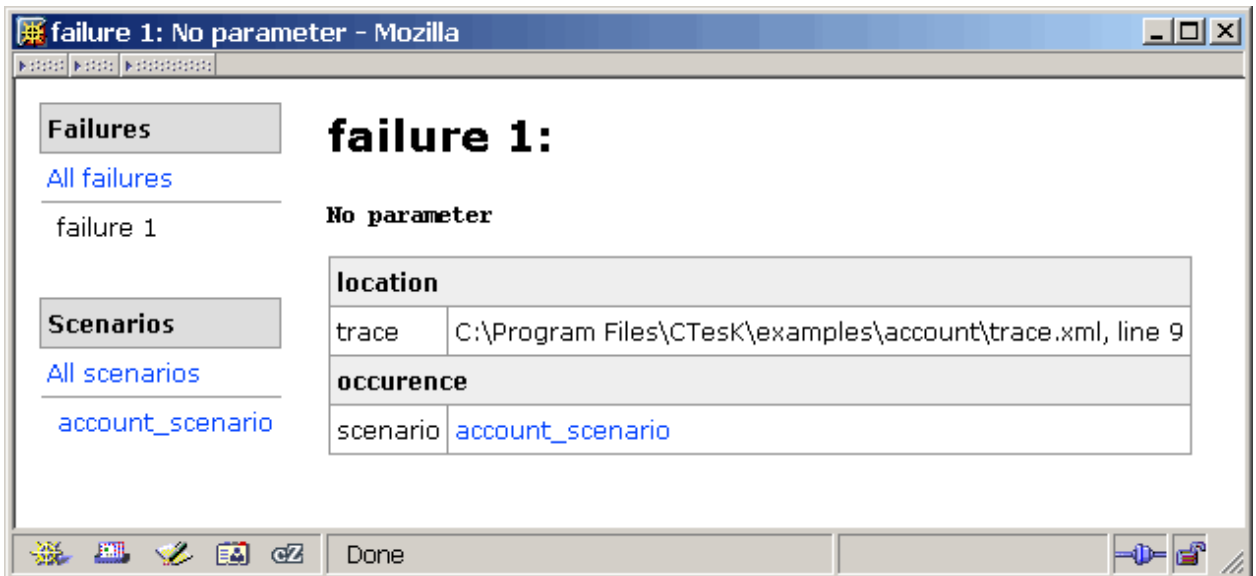 failure 1: No parameter - Mozilla
Failures
All failures
failure 1
Scenarios
All scenarios
account_scenario
failure 1:
No parameter
location
trace C:\Program Files\CTesK\examples\account\trace.xml, line 9
occurence
scenario account_scenario
cZ
Done